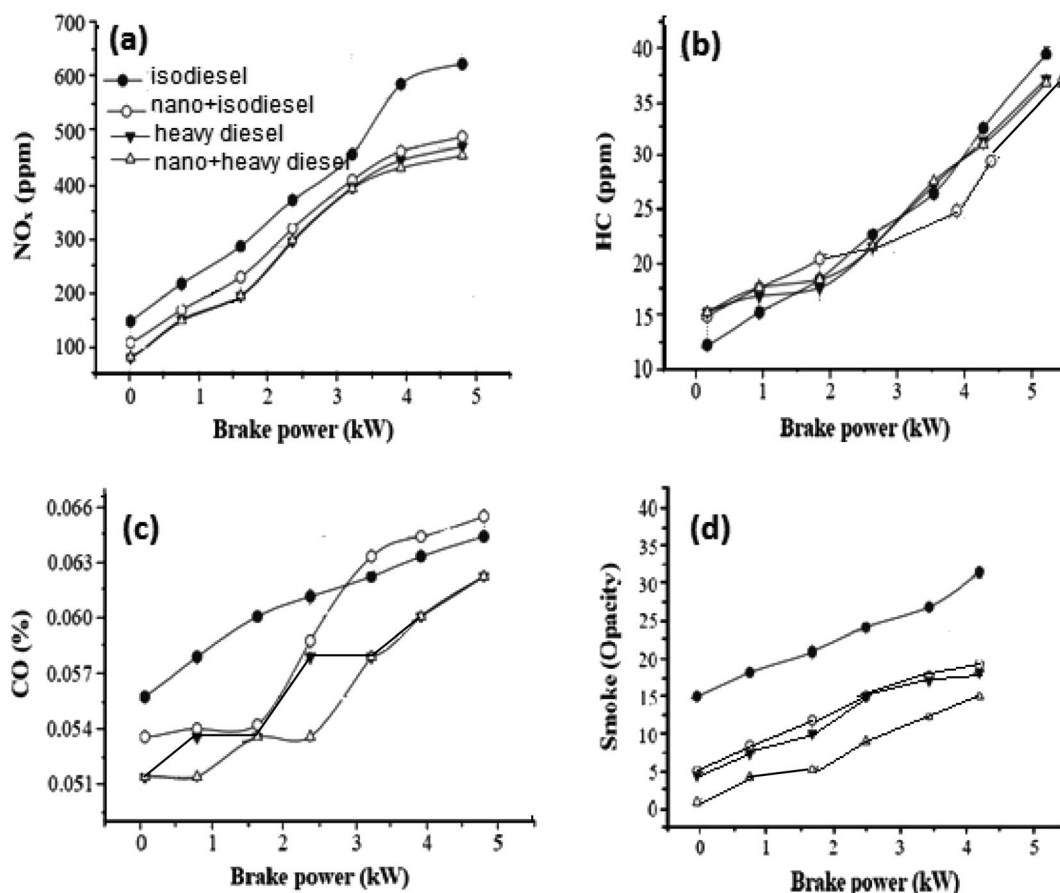 (a)
700
600
500
400
300
200
100
NOx (ppm)
isodiesel
nano+isodiesel
heavy diesel
nano+heavy diesel
0 1 2 3 4 5
Brake power (kW)
(b)
40
35
30
25
20
15
10
HC (ppm)
0 1 2 3 4 5
Brake power (kW)
(c)
0.066
0.063
0.060
0.057
0.054
0.051
CO (%)
0 1 2 3 4 5
Brake power (kW)
(d)
40
35
30
25
20
15
10
5
0
Smoke (Opacity)
0 1 2 3 4 5
Brake power (kW)